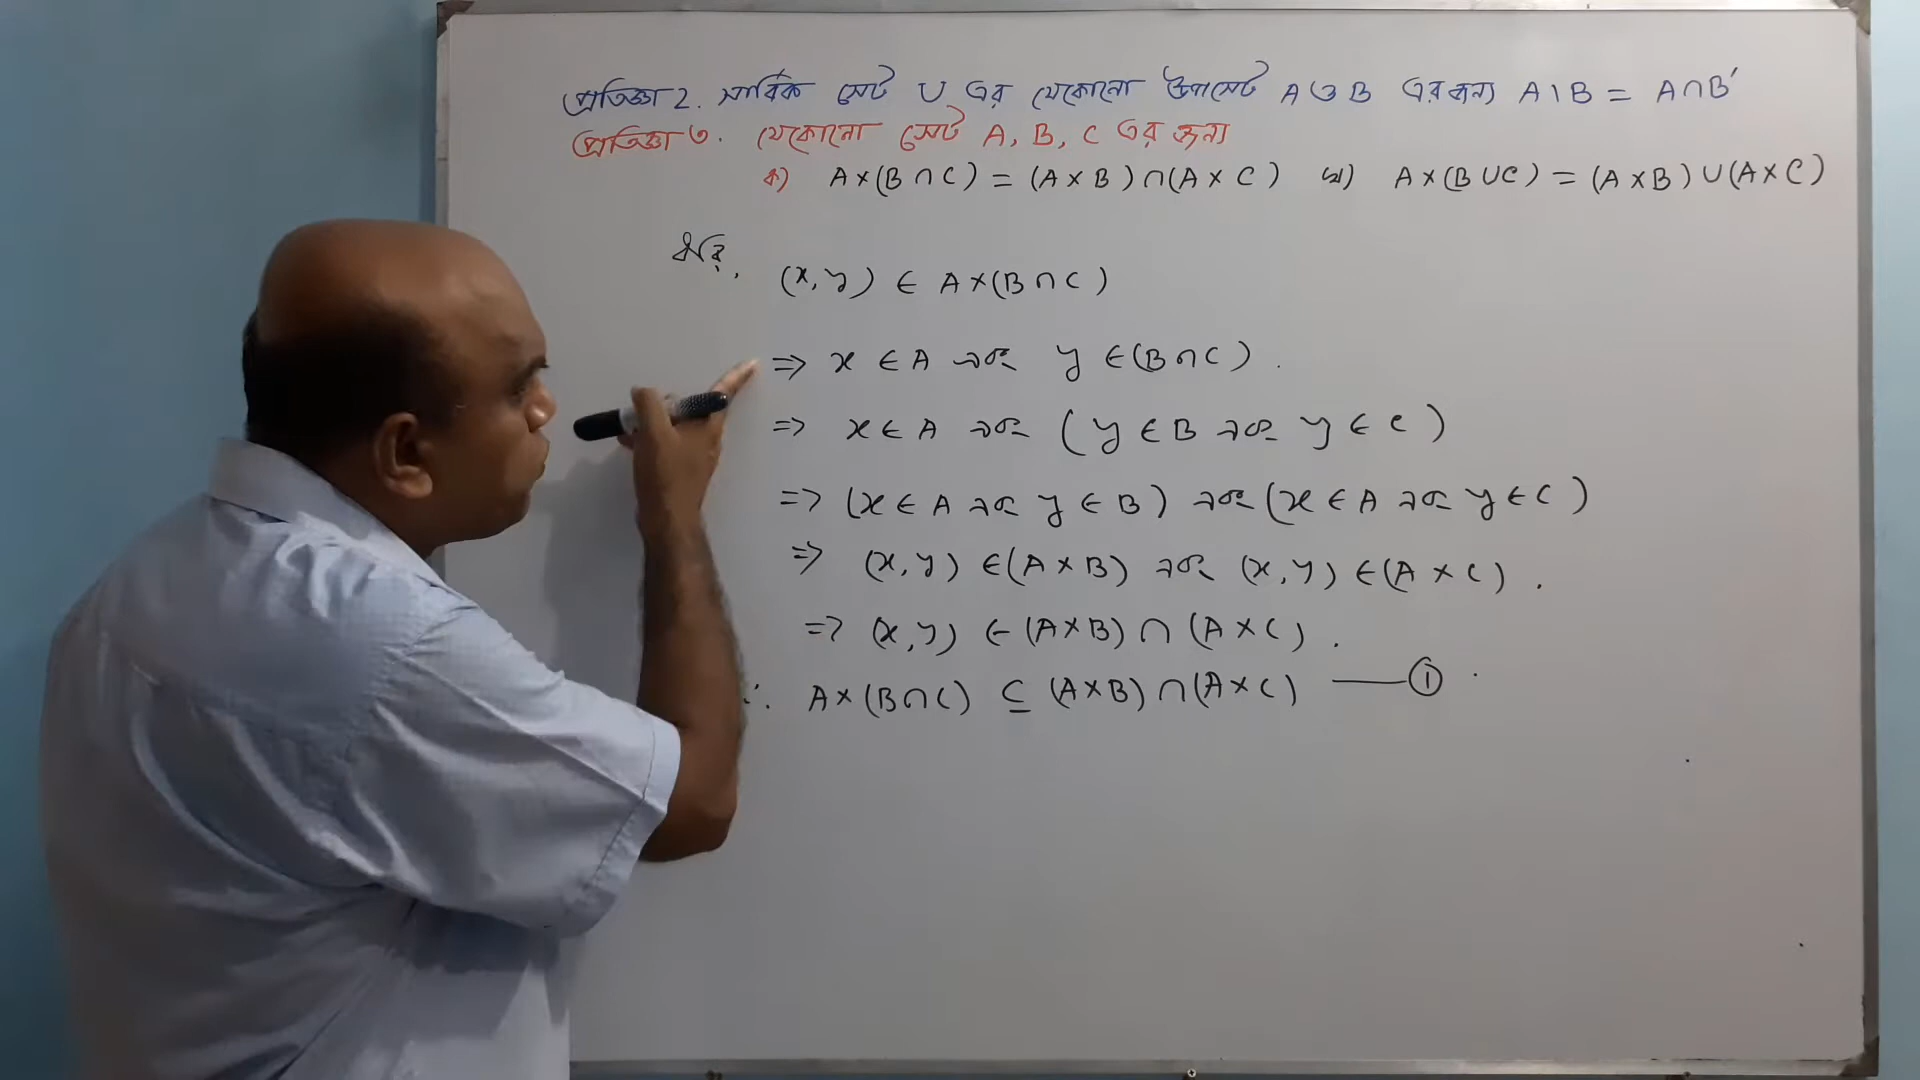 প্রতিজ্ঞা 2. সার্বিক সেট U এর যেকোনো উপসেট A ও B এর জন্য A \ B = A ∩ B′
প্রতিজ্ঞা ৩. যেকোনো সেট A, B, C এর জন্য
ক) A × (B ∩ C) = (A × B) ∩ (A × C) খ) A × (B ∪ C) = (A × B) ∪ (A × C)
ধরি,
(x, y) ∈ A × (B ∩ C)
⇒ x ∈ A এবং y ∈ (B ∩ C).
⇒ x ∈ A এবং (y ∈ B এবং y ∈ C)
⇒ (x ∈ A এবং y ∈ B) এবং (x ∈ A এবং y ∈ C)
⇒ (x, y) ∈ (A × B) এবং (x, y) ∈ (A × C).
⇒ (x, y) ∈ (A × B) ∩ (A × C).
∴ A × (B ∩ C) ⊆ (A × B) ∩ (A × C) —— ①